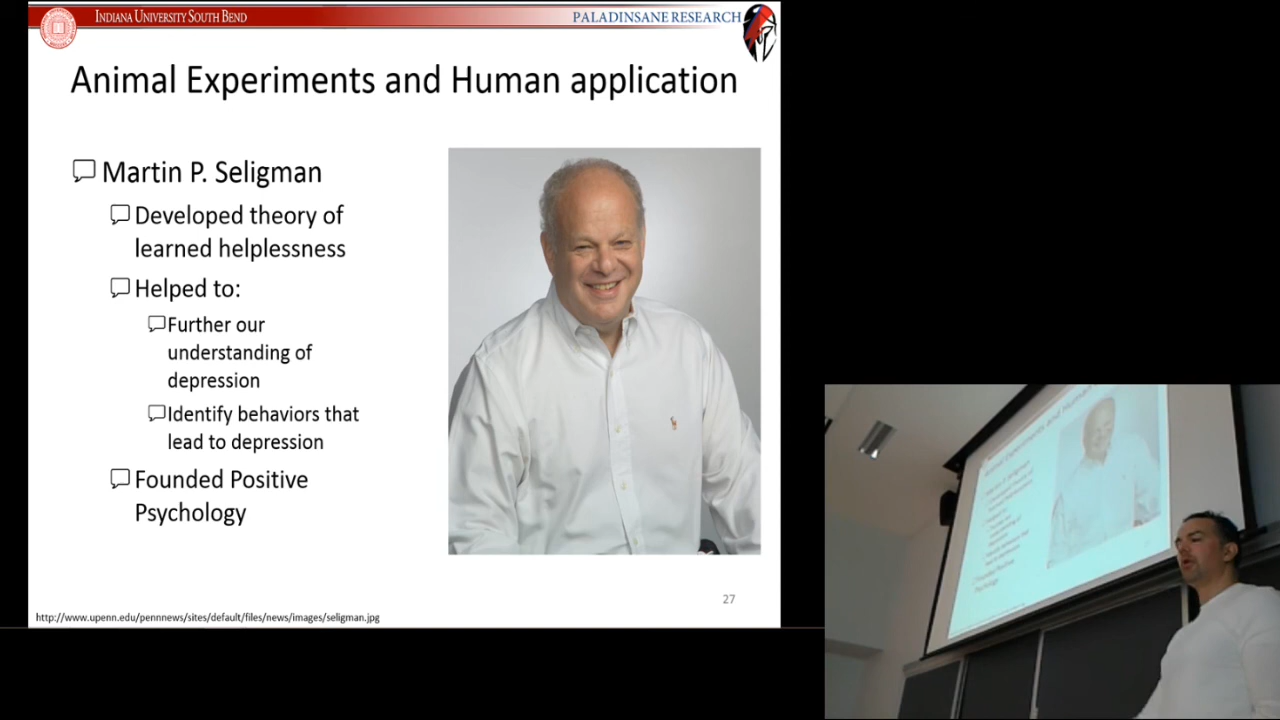 INDIANA UNIVERSITY SOUTH BEND
PALADINSANE RESEARCH
Animal Experiments and Human application
Martin P. Seligman
Developed theory of
learned helplessness
Helped to:
Further our
understanding of
depression
Identify behaviors that
lead to depression
Founded Positive
Psychology
27
http://www.upenn.edu/pennnews/sites/default/files/news/images/seligman.jpg